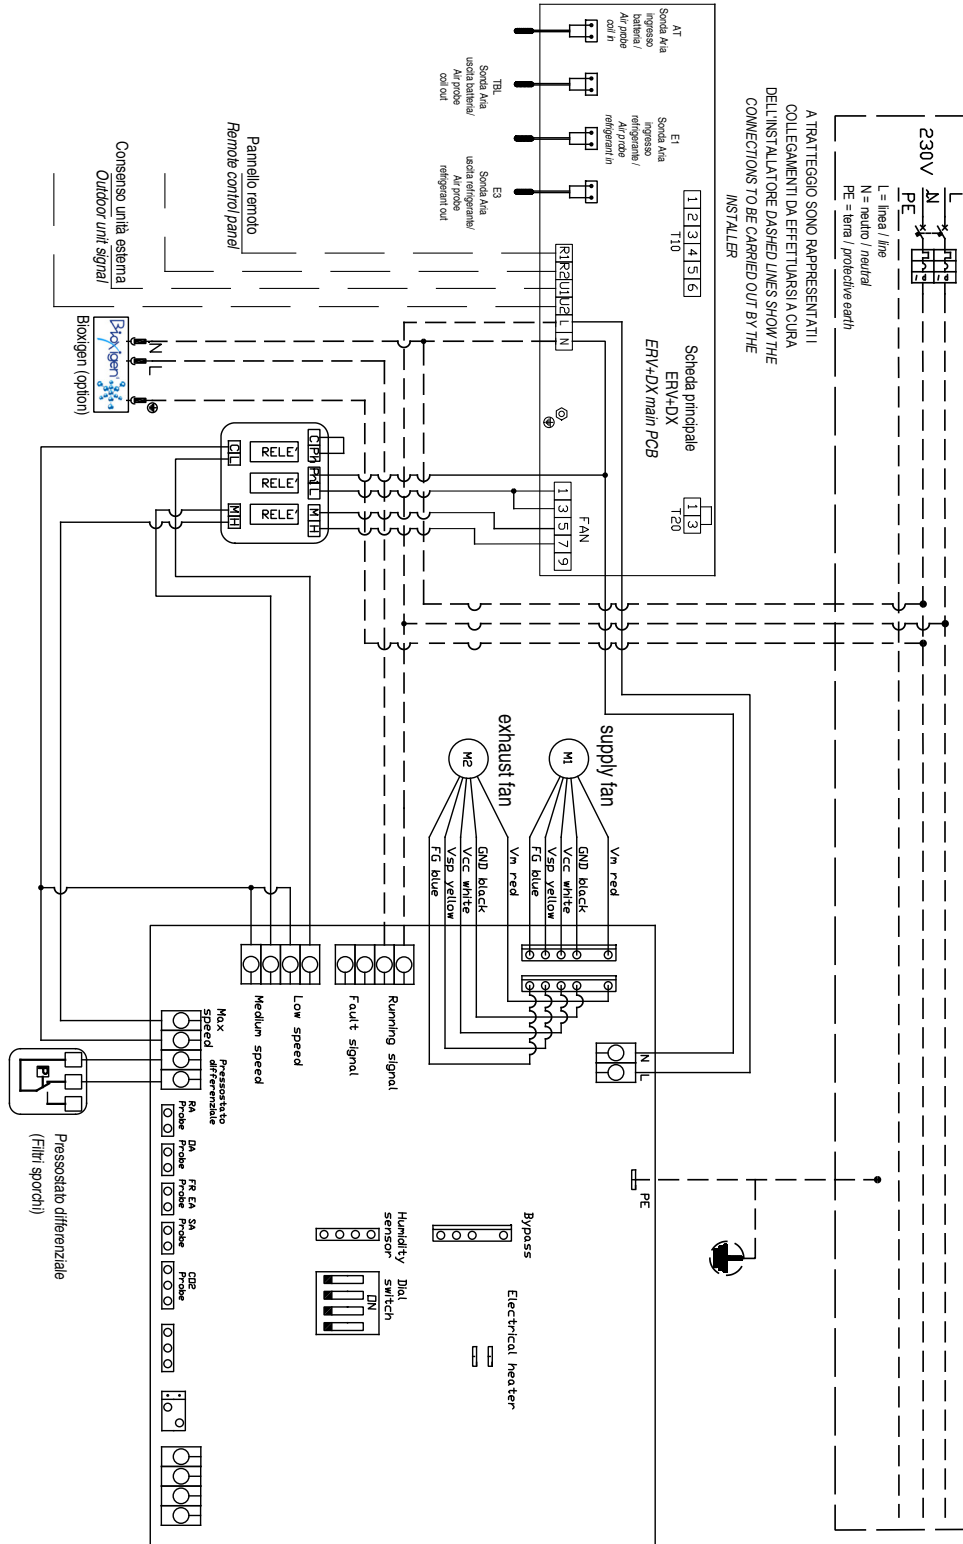 230V
L
N
PE
L = linea / line
N = neutro / neutral
PE = terra / protective earth
A TRATTEGGIO SONO RAPPRESENTATI I
COLLEGAMENTI DA EFFETTUARSI A CURA
DELL'INSTALLATORE DASHED LINES SHOW THE
CONNECTIONS TO BE CARRIED OUT BY THE
INSTALLER
AT
Sonda Aria
ingresso
batteria /
Air probe
coil in
TBL
Sonda Aria
uscita batteria/
Air probe
coil out
E1
Sonda Aria
ingresso
refrigerante /
Air probe
refrigerant in
E3
Sonda Aria
uscita refrigerante/
Air probe
refrigerant out
1 2 3 4 5 6
T10
Scheda principale
ERV+DX
ERV+DX main PCB
1 3
T20
R1 R2 U1 U2 L N
1 3 5 7 9
FAN
Pannello remoto
Remote control panel
Consenso unità esterna
Outdoor unit signal
Bioxigen
N
L
Bioxigen (option)
RELE'
RELE'
RELE'
C Ph
Ph L
M H
C L
M H
supply fan
M1
exhaust fan
M2
Vm red
GND black
Vcc white
Vsp yellow
FG blue
Vm red
GND black
Vcc white
Vsp yellow
FG blue
N
L
PE
Running signal
Fault signal
Low speed
Medium speed
Max
speed
Pressostato
differenziale
P
Pressostato differenziale
(Filtri sporchi)
RA
Probe
OA
Probe
FR EA
Probe
SA
Probe
CO2
Probe
Bypass
Humidity
sensor
Dial
switch
ON
Electrical heater